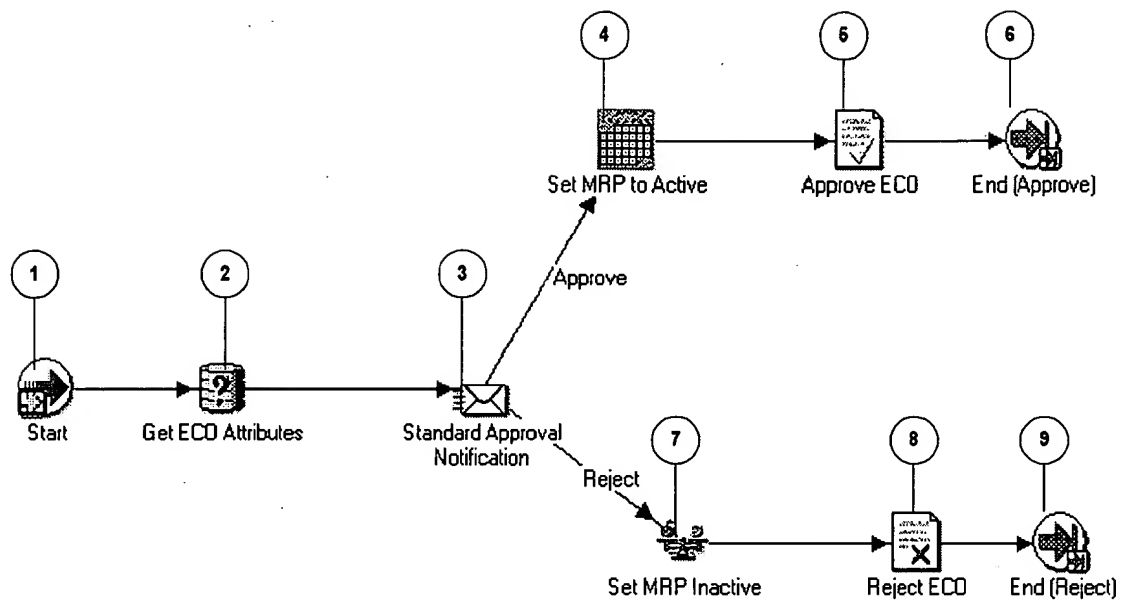 4
5
6
Set MRP to Active
Approve ECO
End (Approve)
1
2
3
Approve
Start
Get ECO Attributes
Standard Approval
Notification
?
Reject
7
8
9
Set MRP Inactive
Reject ECO
End (Reject)